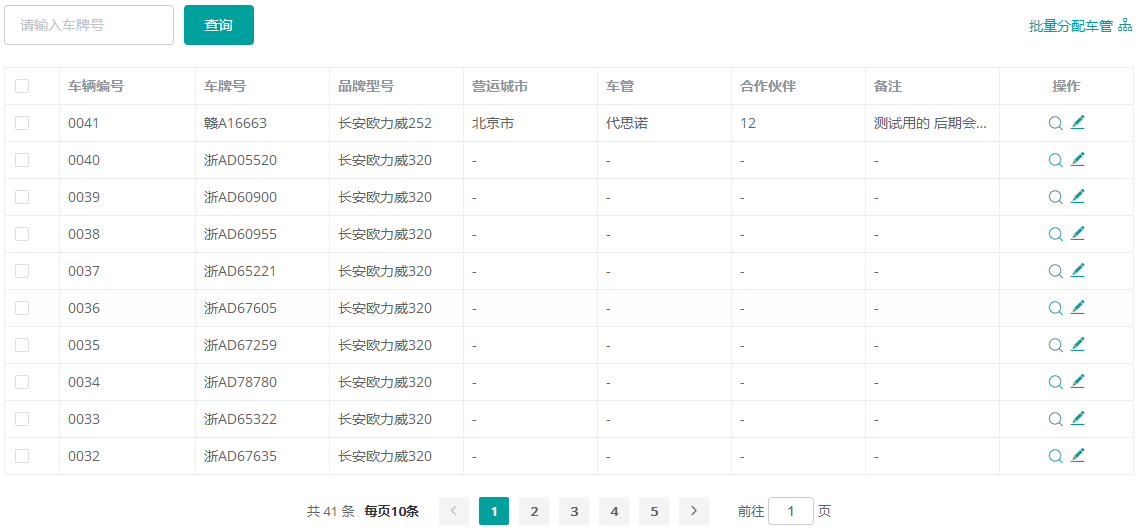 请输入车牌号 查询 批量分配车管
车辆编号 车牌号 品牌型号 营运城市 车管 合作伙伴 备注 操作
0041 赣A16663 长安欧力威252 北京市 代思诺 12 测试用的 后期会...
0040 浙AD05520 长安欧力威320 - - - -
0039 浙AD60900 长安欧力威320 - - - -
0038 浙AD60955 长安欧力威320 - - - -
0037 浙AD65221 长安欧力威320 - - - -
0036 浙AD67605 长安欧力威320 - - - -
0035 浙AD67259 长安欧力威320 - - - -
0034 浙AD78780 长安欧力威320 - - - -
0033 浙AD65322 长安欧力威320 - - - -
0032 浙AD67635 长安欧力威320 - - - -
共 41 条 每页10条 < 1 2 3 4 5 > 前往 1 页